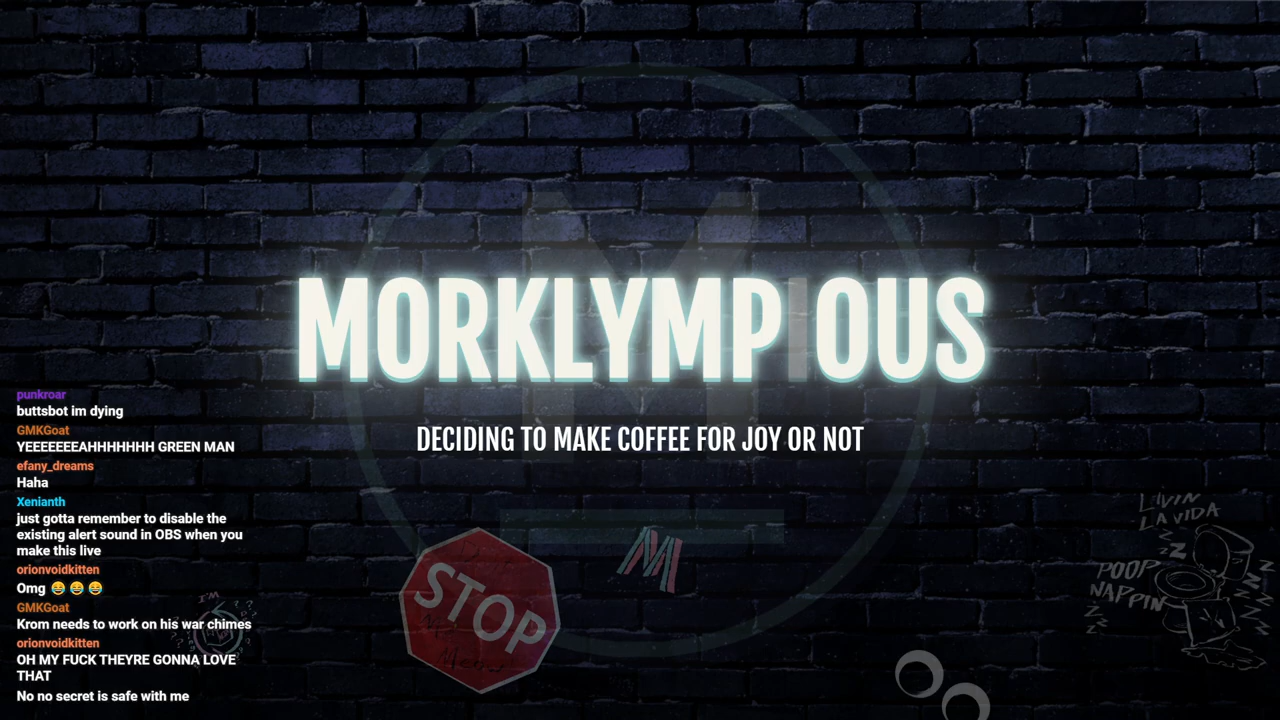 MORKLYMPIOUS
DECIDING TO MAKE COFFEE FOR JOY OR NOT
punkroar
buttsbot im dying
GMKGoat
YEEEEEEEAHHHHHHH GREEN MAN
efany_dreams
Haha
Xenianth
just gotta remember to disable the
existing alert sound in OBS when you
make this live
orionvoidkitten
Omg 😂 😂 😂
GMKGoat
Krom needs to work on his war chimes
orionvoidkitten
OH MY FUCK THEYRE GONNA LOVE
THAT
No no secret is safe with me
I'M
STOP
M
M
LIVIN
LA VIDA
POOP
NAPPIN